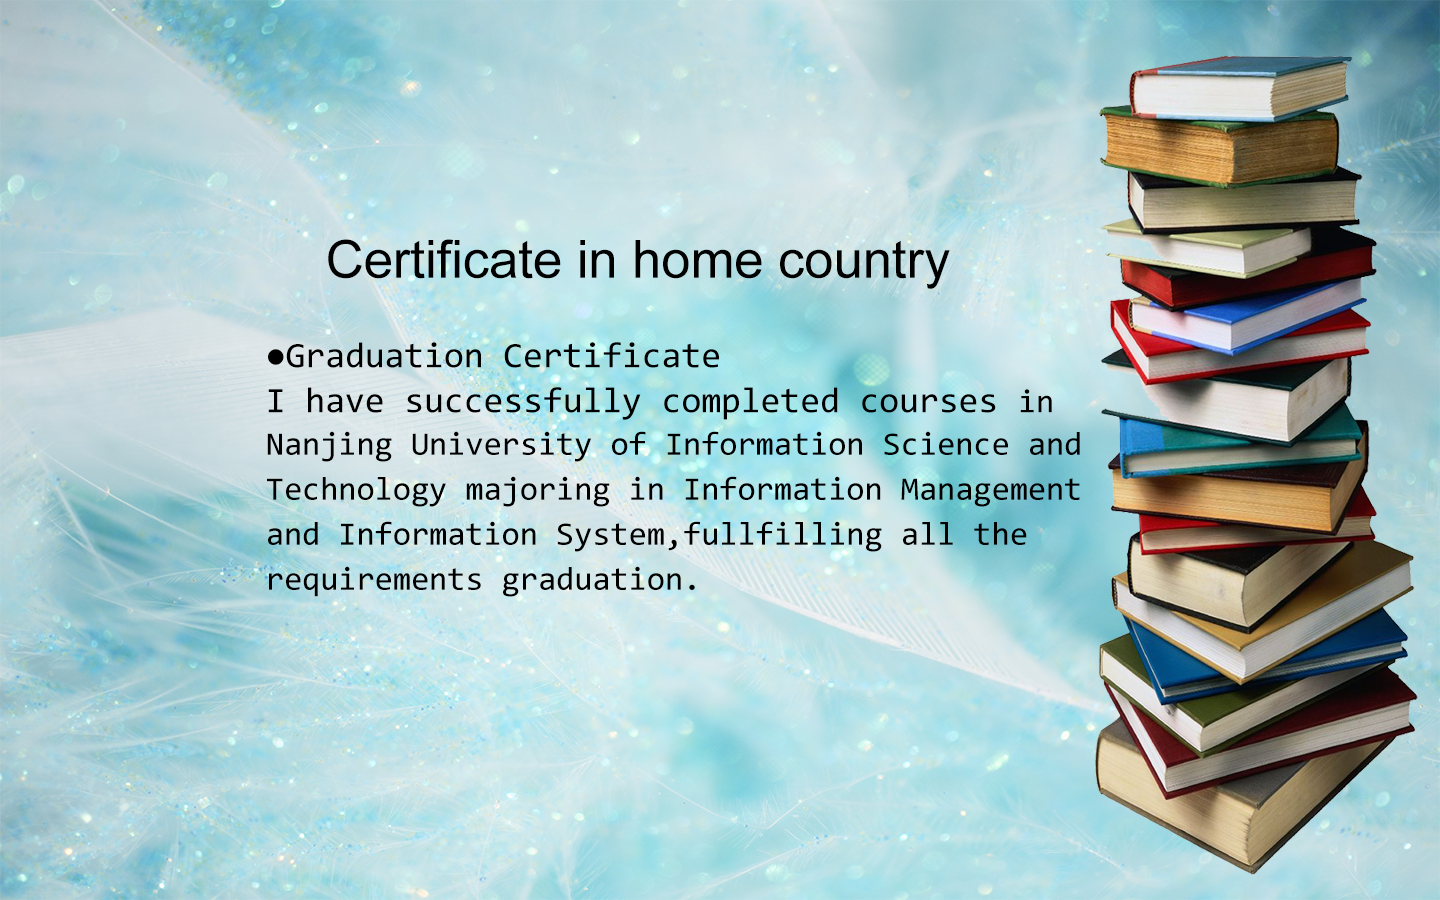 Certificate in home country
●Graduation Certificate
I have successfully completed courses in
Nanjing University of Information Science and
Technology majoring in Information Management
and Information System,fullfilling all the
requirements graduation.